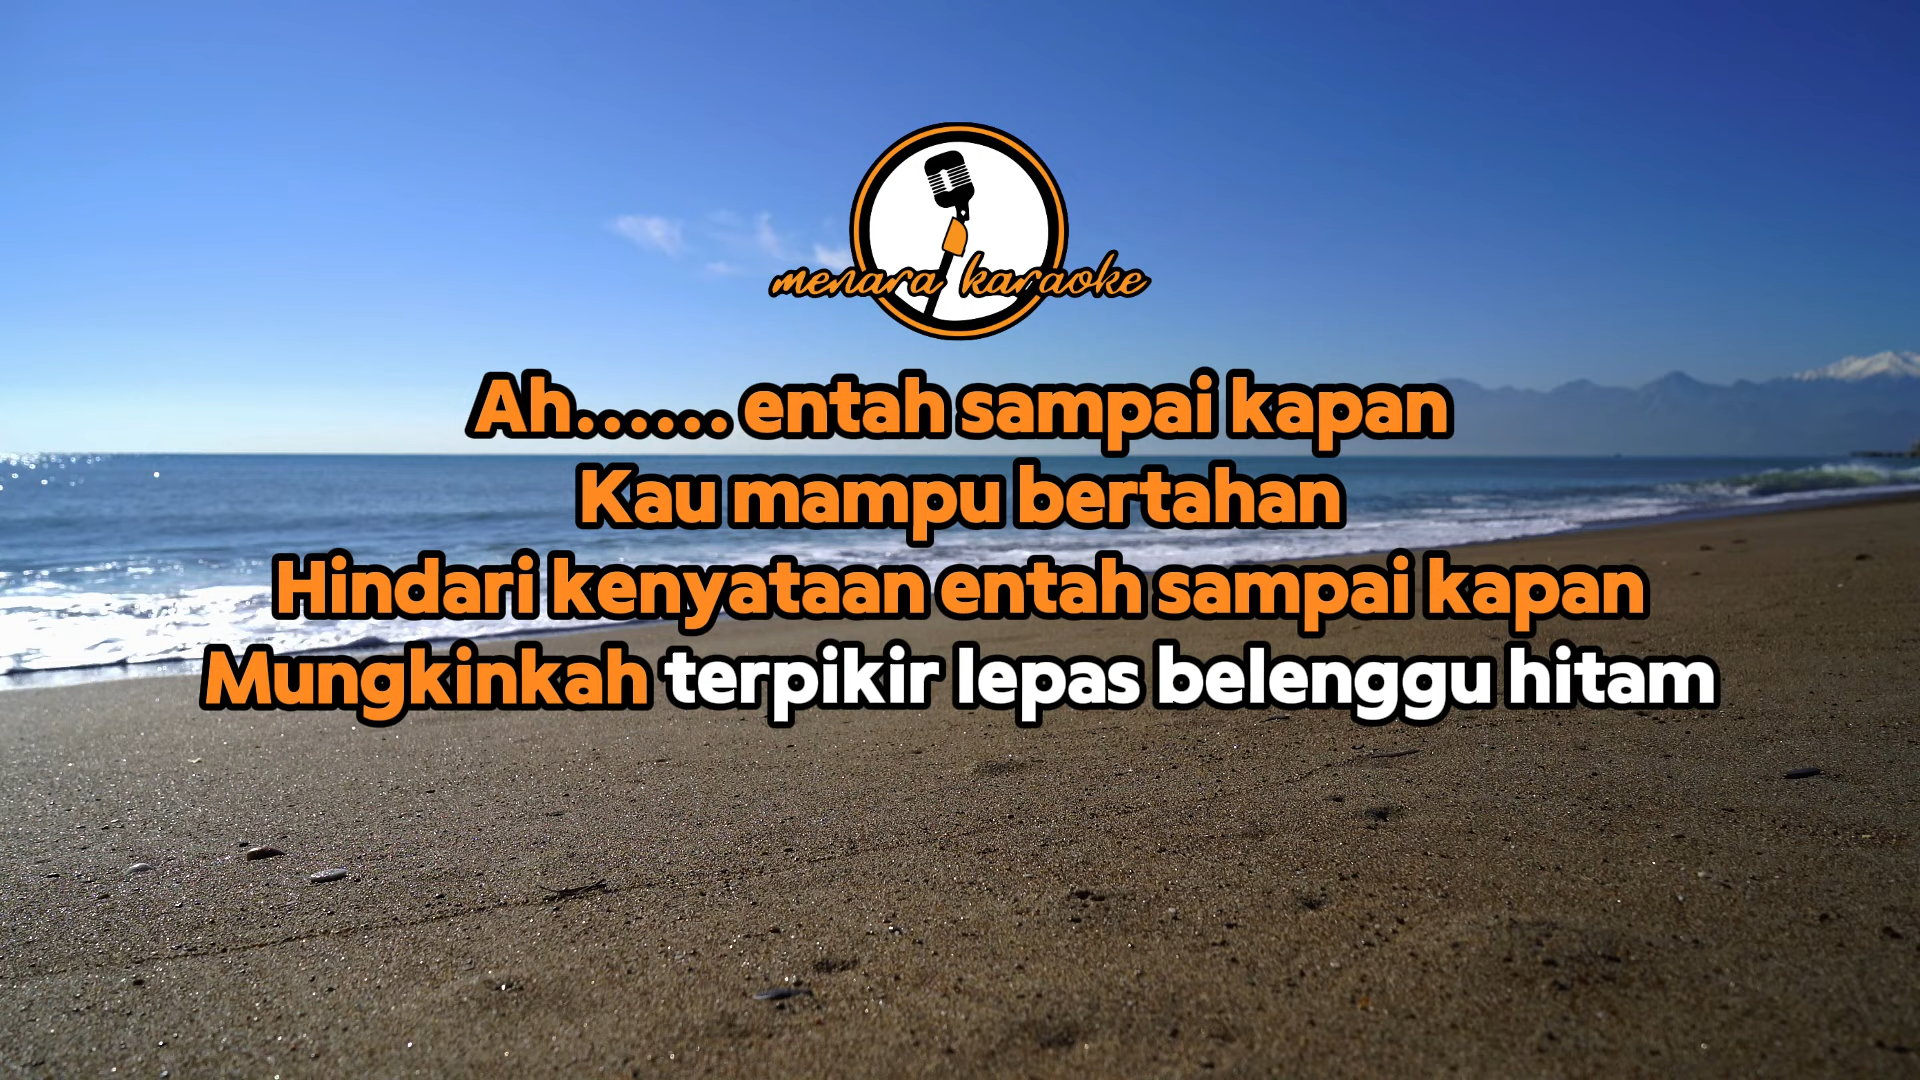 menara karaoke
Ah...... entah sampai kapan
Kau mampu bertahan
Hindari kenyataan entah sampai kapan
Mungkinkah terpikir lepas belenggu hitam